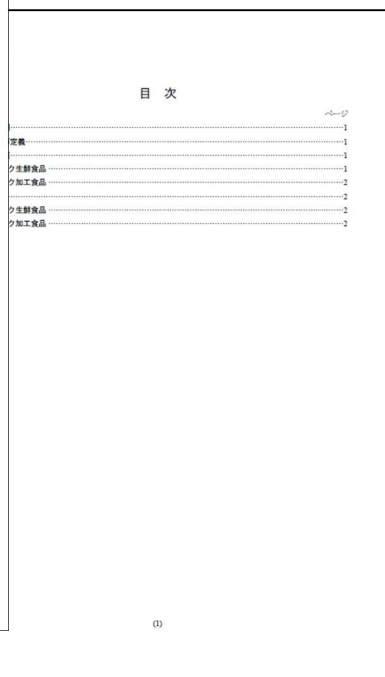 目 次
ページ
……1
定義……1
……1
ク生鮮食品……1
ク加工食品……2
……2
ク生鮮食品……2
ク加工食品……2
(1)